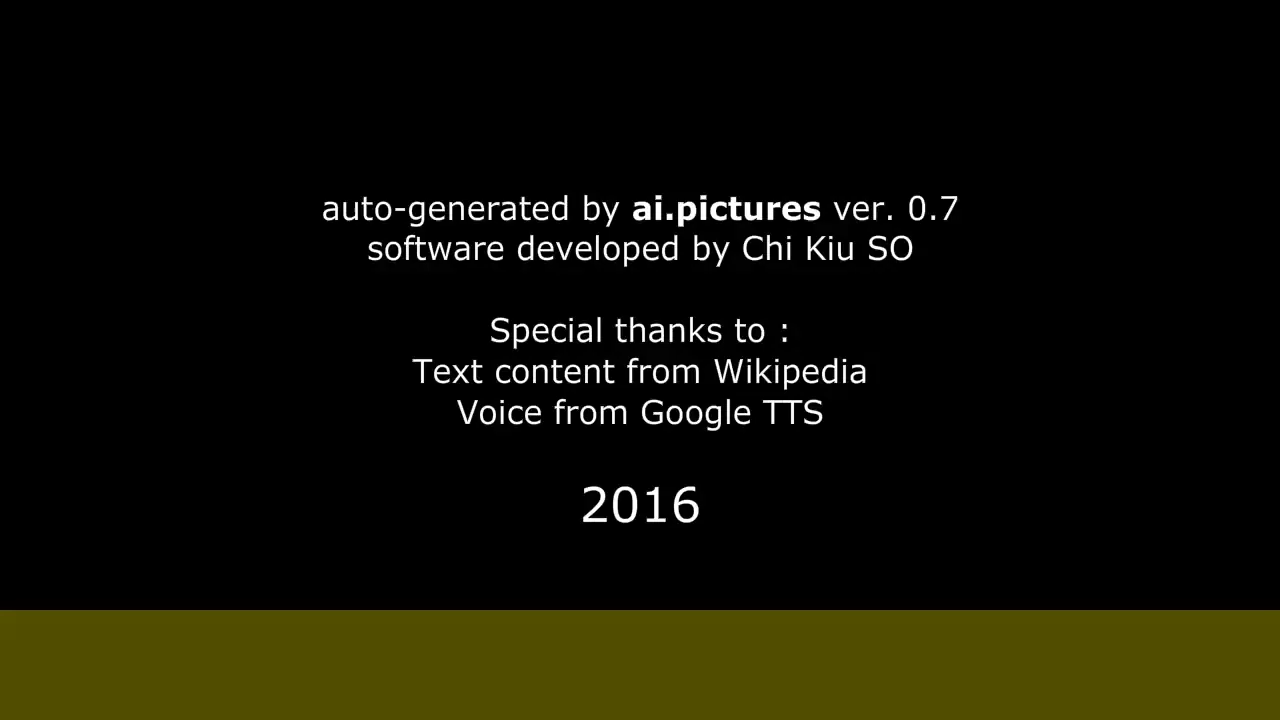 auto-generated by ai.pictures ver. 0.7
software developed by Chi Kiu SO
Special thanks to :
Text content from Wikipedia
Voice from Google TTS
2016